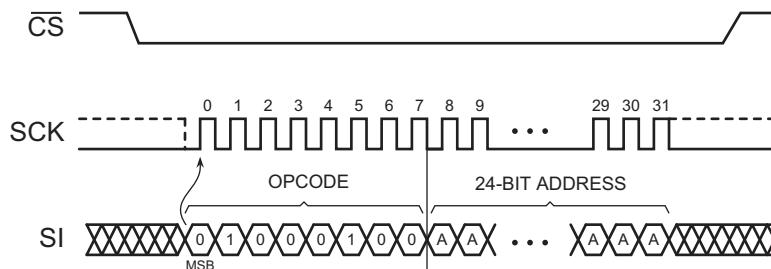 CS
0 1 2 3 4 5 6 7 8 9 29 30 31
SCK
OPCODE 24-BIT ADDRESS
SI 0 1 0 0 0 1 0 0 A A A A A
MSB